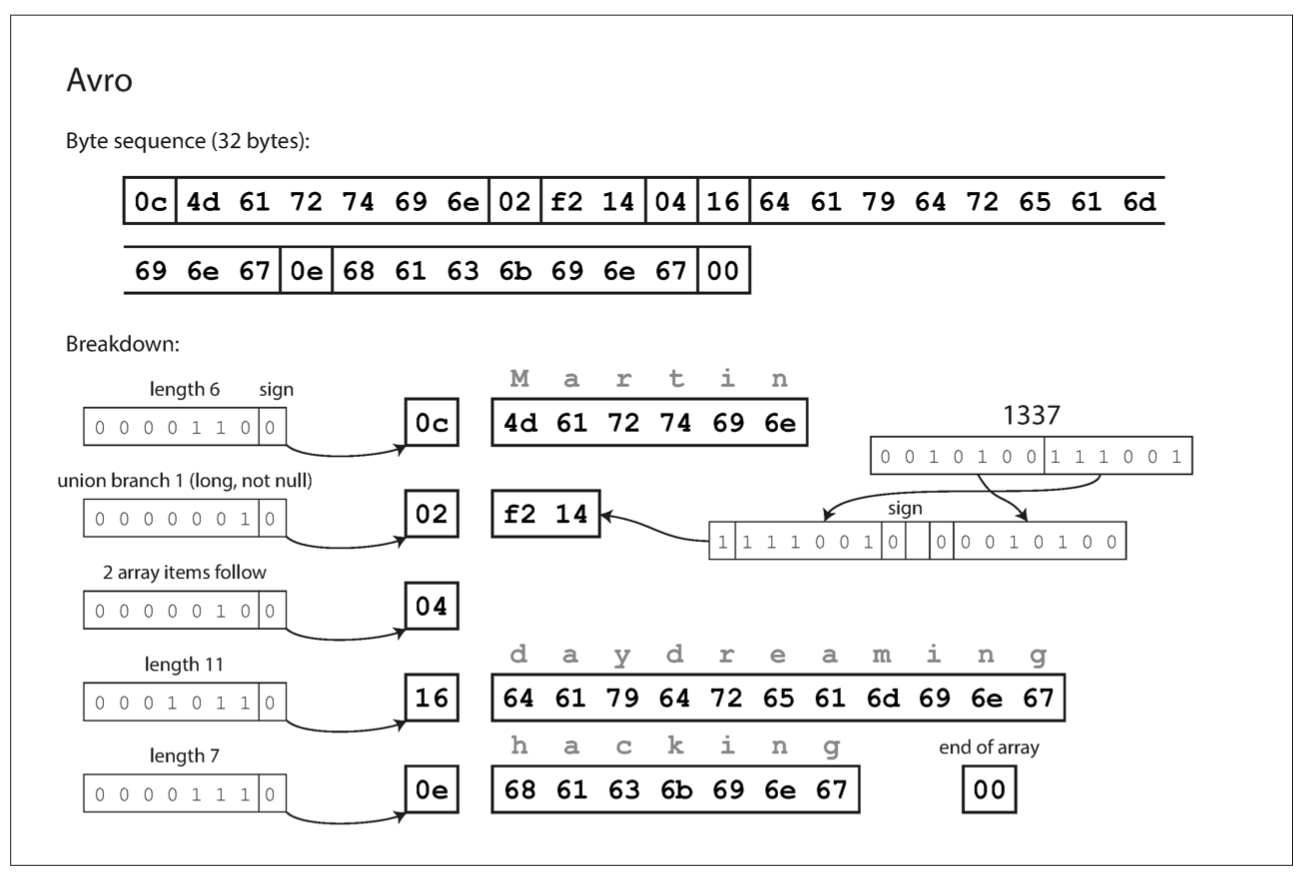 Avro
Byte sequence (32 bytes):
0c 4d 61 72 74 69 6e 02 f2 14 04 16 64 61 79 64 72 65 61 6d
69 6e 67 0e 68 61 63 6b 69 6e 67 00
Breakdown:
length 6 sign
0 0 0 0 1 1 0 0
0c
M a r t i n
4d 61 72 74 69 6e
1337
0 0 1 0 1 0 0 1 1 1 0 0 1
union branch 1 (long, not null)
0 0 0 0 0 0 1 0
02
f2 14
sign
1 1 1 1 0 0 1 0 0 0 0 1 0 1 0 0
2 array items follow
0 0 0 0 0 1 0 0
04
length 11
0 0 0 1 0 1 1 0
16
d a y d r e a m i n g
64 61 79 64 72 65 61 6d 69 6e 67
length 7
0 0 0 0 1 1 1 0
0e
h a c k i n g
68 61 63 6b 69 6e 67
end of array
00